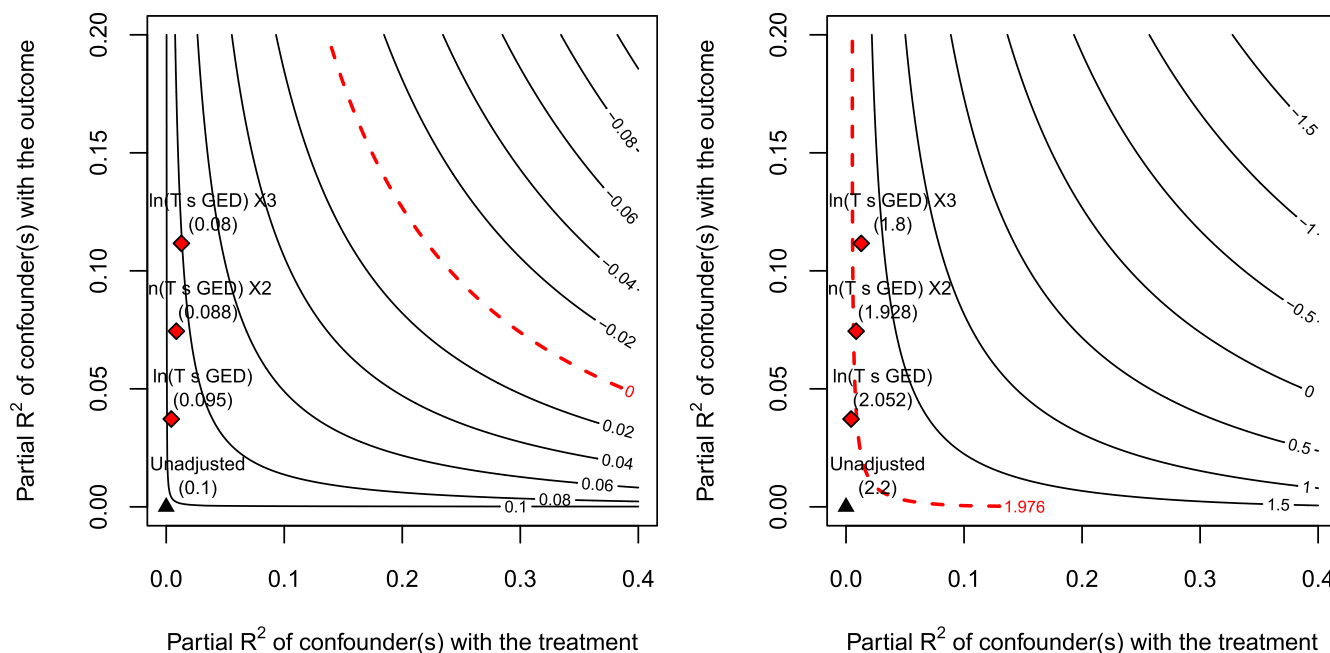 Partial R² of confounder(s) with the outcome
0.20
0.15
0.10
0.05
0.00
ln(T s GED) X3
(0.08)
n(T s GED) X2
(0.088)
ln(T s GED)
(0.095)
Unadjusted
(0.1)
−0.08
−0.06
−0.04
−0.02
0
0.02
0.04
0.06
0.08
0.1
0.0 0.1 0.2 0.3 0.4
Partial R² of confounder(s) with the treatment
Partial R² of confounder(s) with the outcome
0.20
0.15
0.10
0.05
0.00
ln(T s GED) X3
(1.8)
n(T s GED) X2
(1.928)
ln(T s GED)
(2.052)
Unadjusted
(2.2)
−1.5
−1
−0.5
0
0.5
1
1.5
1.976
0.0 0.1 0.2 0.3 0.4
Partial R² of confounder(s) with the treatment